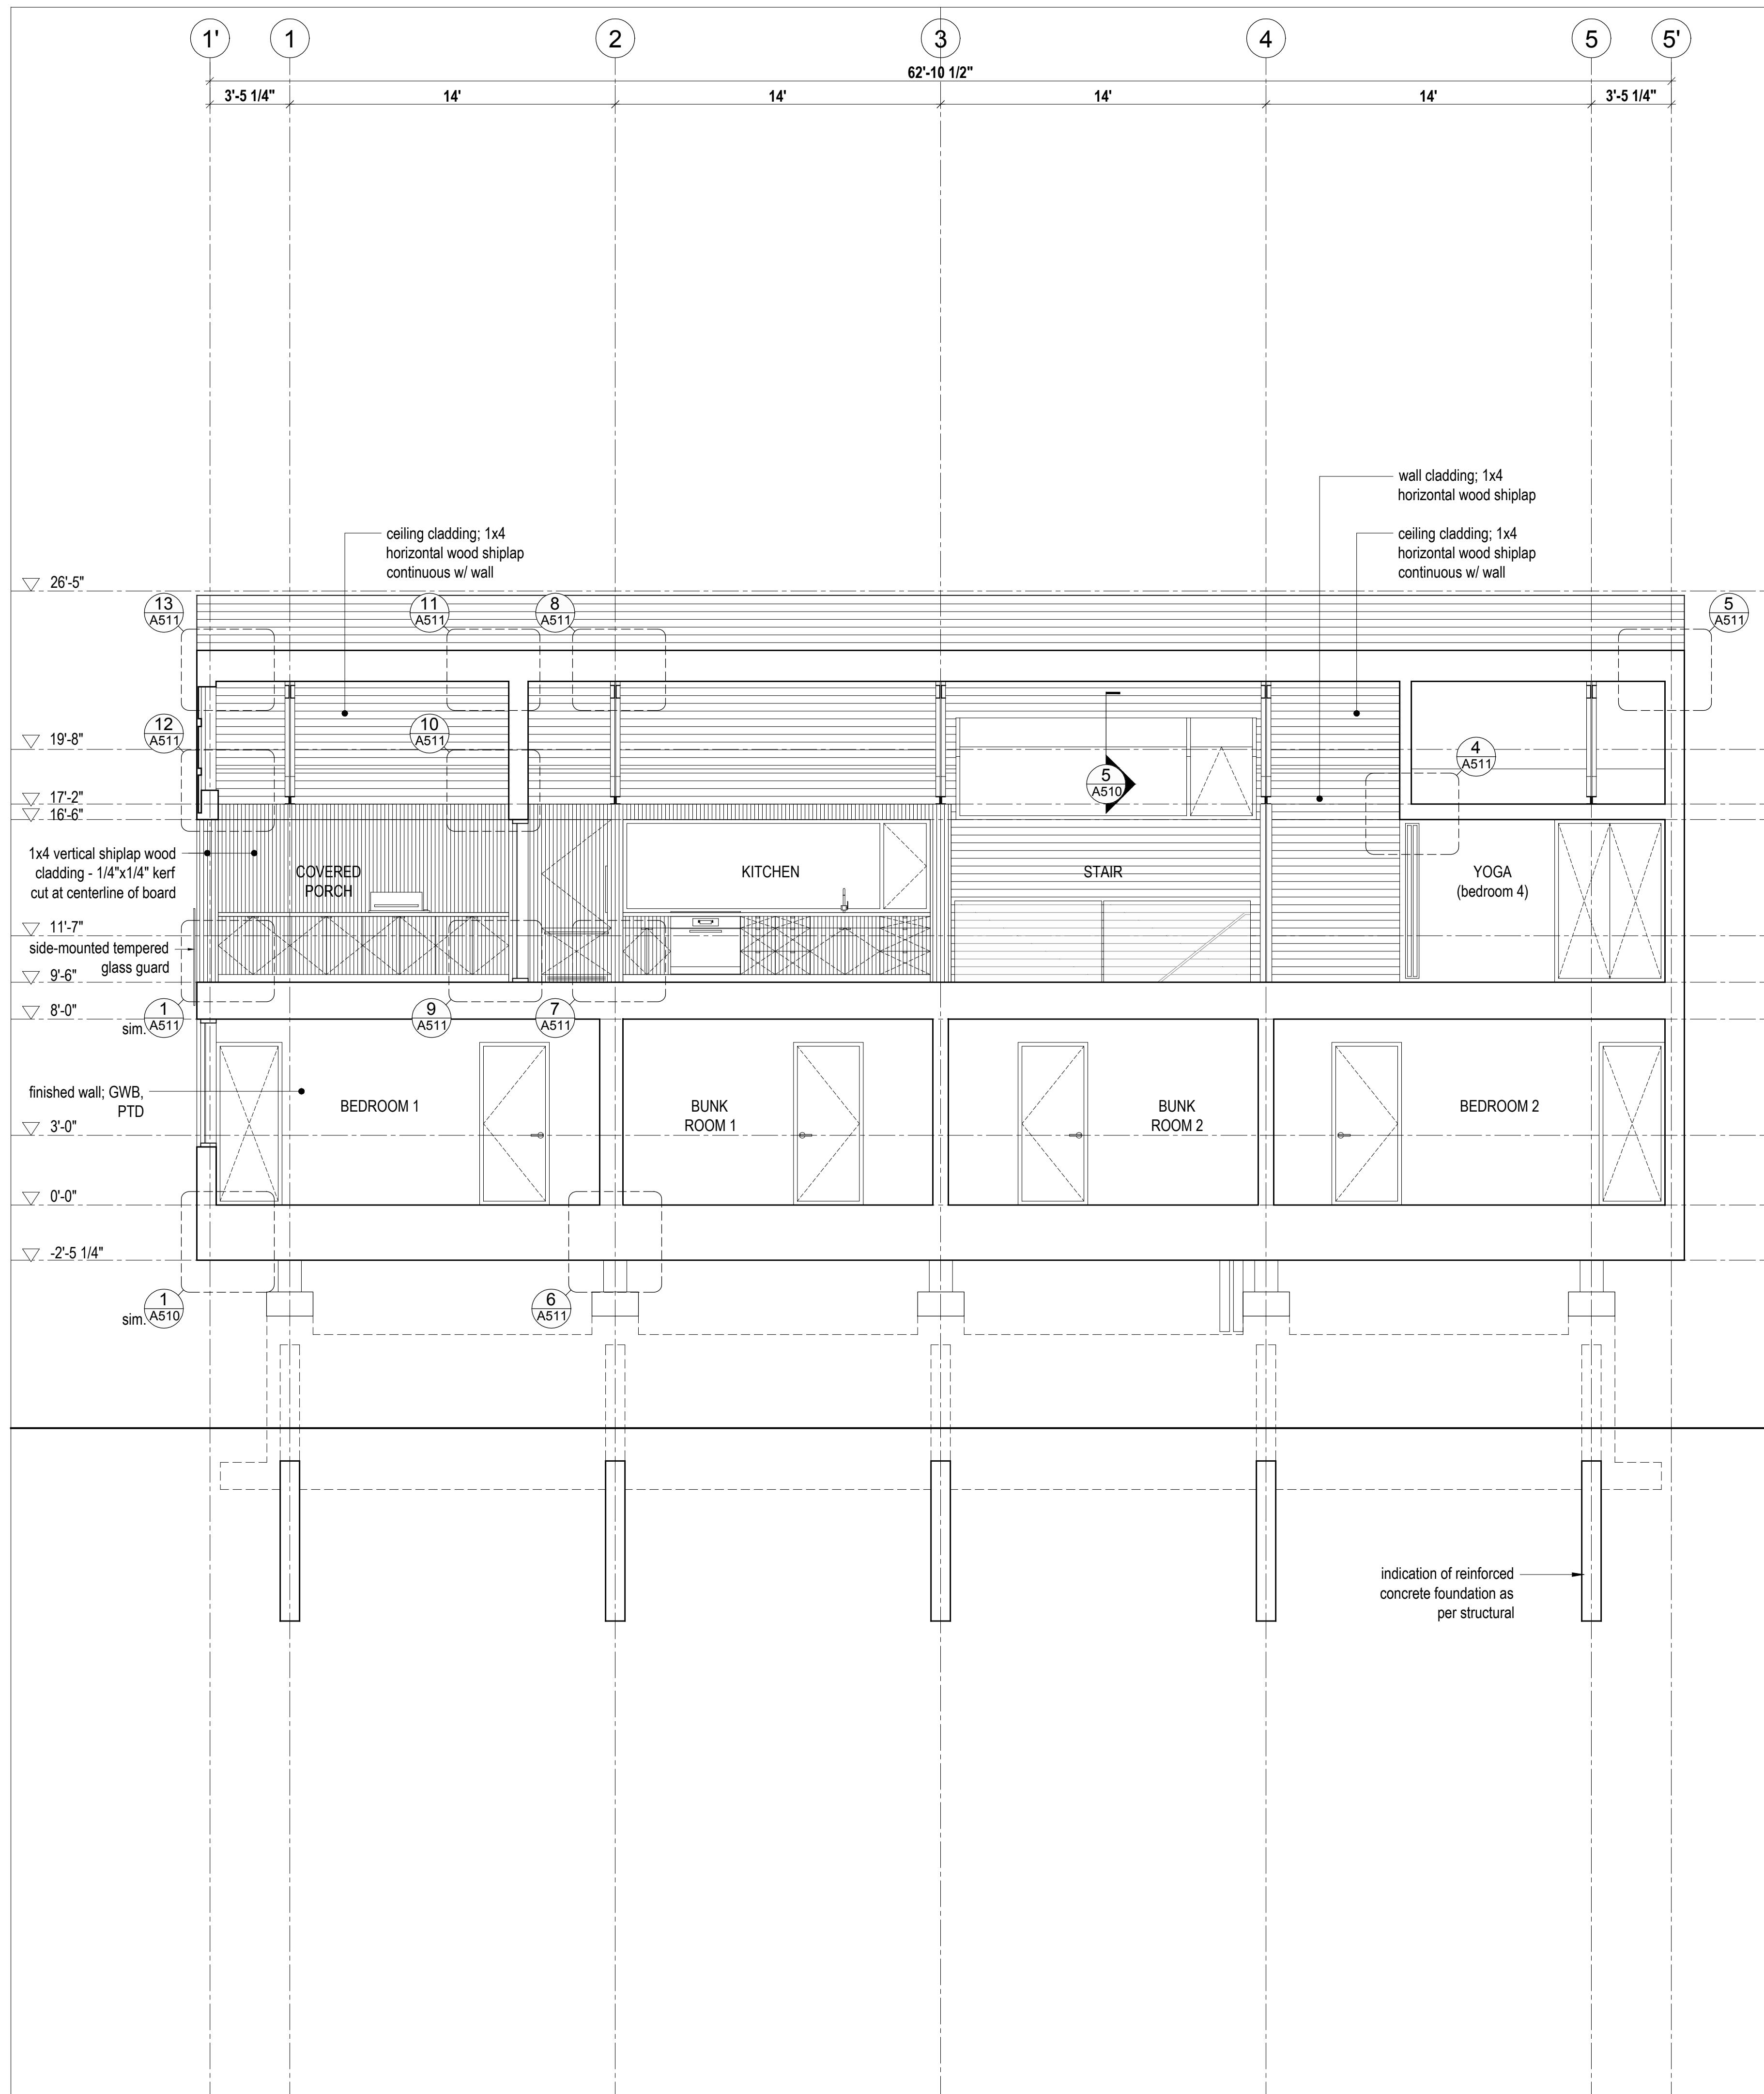 1'
1
2
3
4
5
5'
62'-10 1/2"
3'-5 1/4"
14'
14'
14'
14'
3'-5 1/4"
wall cladding; 1x4
horizontal wood shiplap
ceiling cladding; 1x4
horizontal wood shiplap
continuous w/ wall
ceiling cladding; 1x4
horizontal wood shiplap
continuous w/ wall
26'-5"
13
A511
11
A511
8
A511
5
A511
19'-8"
12
A511
10
A511
4
A511
5
A510
17'-2"
16'-6"
1x4 vertical shiplap wood
cladding - 1/4"x1/4" kerf
cut at centerline of board
COVERED
PORCH
KITCHEN
STAIR
YOGA
(bedroom 4)
11'-7"
side-mounted tempered
glass guard
9'-6"
8'-0"
sim.
1
A511
9
A511
7
A511
finished wall; GWB,
PTD
BEDROOM 1
BUNK
ROOM 1
BUNK
ROOM 2
BEDROOM 2
3'-0"
0'-0"
-2'-5 1/4"
sim.
1
A510
6
A511
indication of reinforced
concrete foundation as
per structural